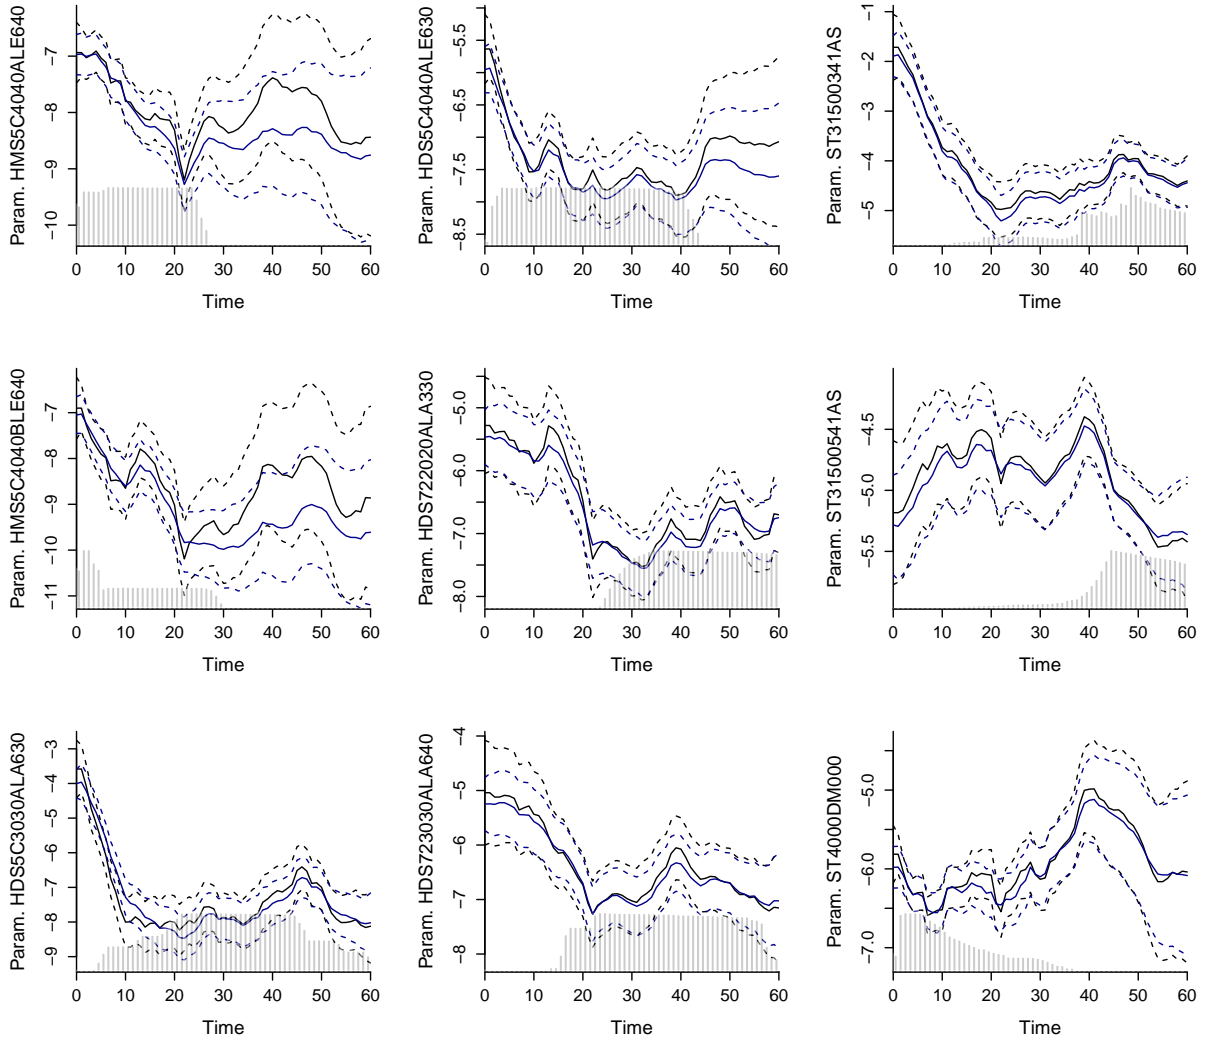 Param. HMS5C4040ALE640
−7
−8
−9
−10
0 10 20 30 40 50 60
Time
Param. HDS5C4040ALE630
−5.5
−6.5
−7.5
−8.5
0 10 20 30 40 50 60
Time
Param. ST31500341AS
−1
−2
−3
−4
−5
0 10 20 30 40 50 60
Time
Param. HMS5C4040BLE640
−7
−8
−9
−10
−11
0 10 20 30 40 50 60
Time
Param. HDS722020ALA330
−5.0
−6.0
−7.0
−8.0
0 10 20 30 40 50 60
Time
Param. ST31500541AS
−4.5
−5.0
−5.5
0 10 20 30 40 50 60
Time
Param. HDS5C3030ALA630
−3
−4
−5
−6
−7
−8
−9
0 10 20 30 40 50 60
Time
Param. HDS723030ALA640
−4
−5
−6
−7
−8
0 10 20 30 40 50 60
Time
Param. ST4000DM000
−5.0
−6.0
−7.0
0 10 20 30 40 50 60
Time